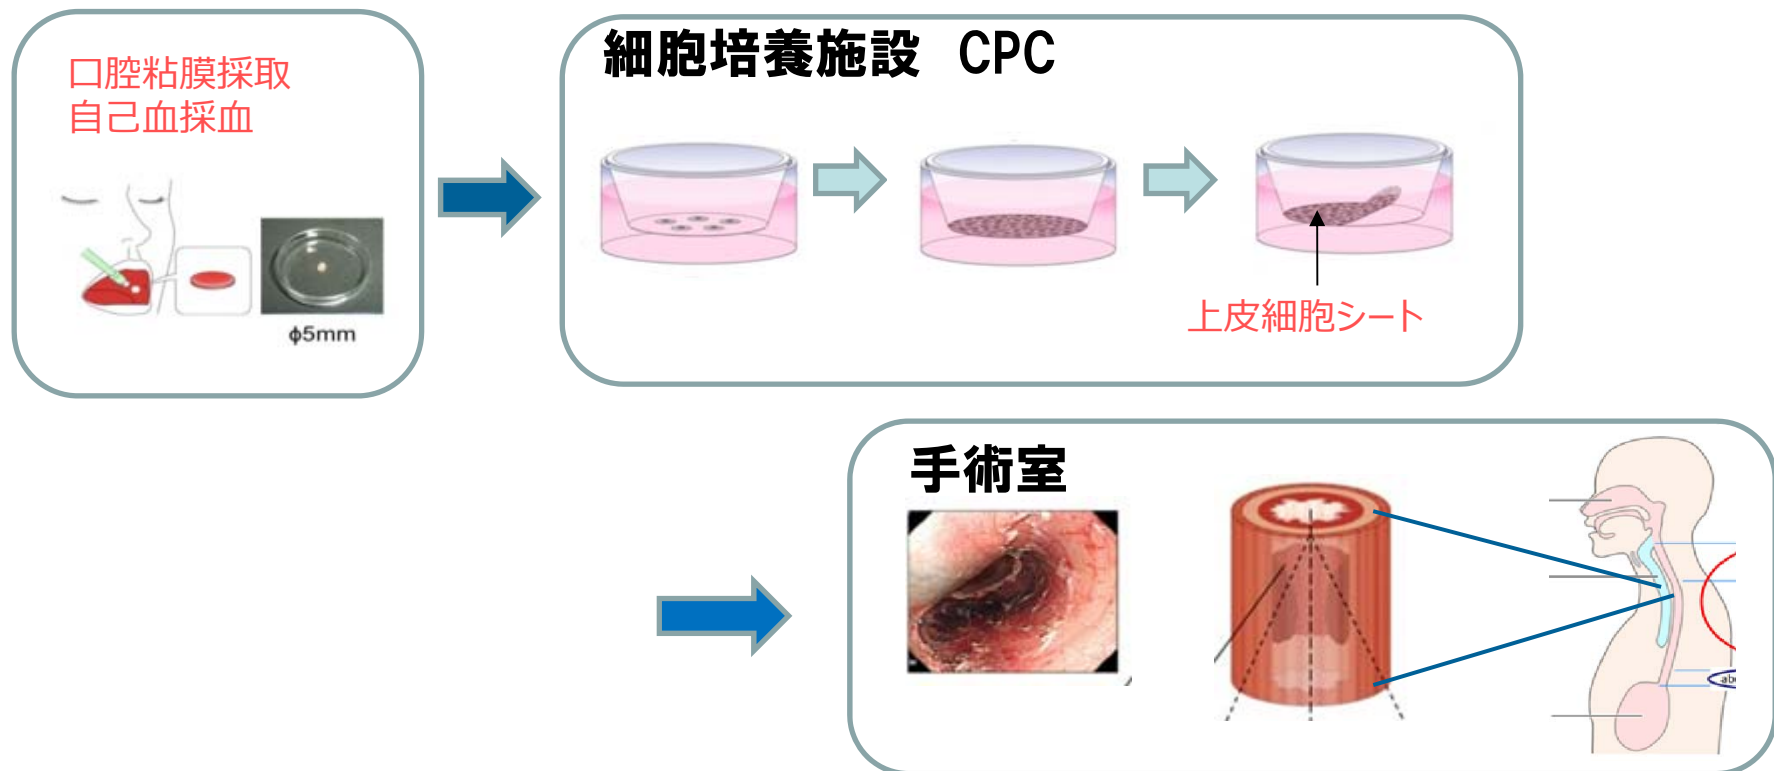 口腔粘膜採取
自己血採血
φ5mm
細胞培養施設 CPC
上皮細胞シート
手術室